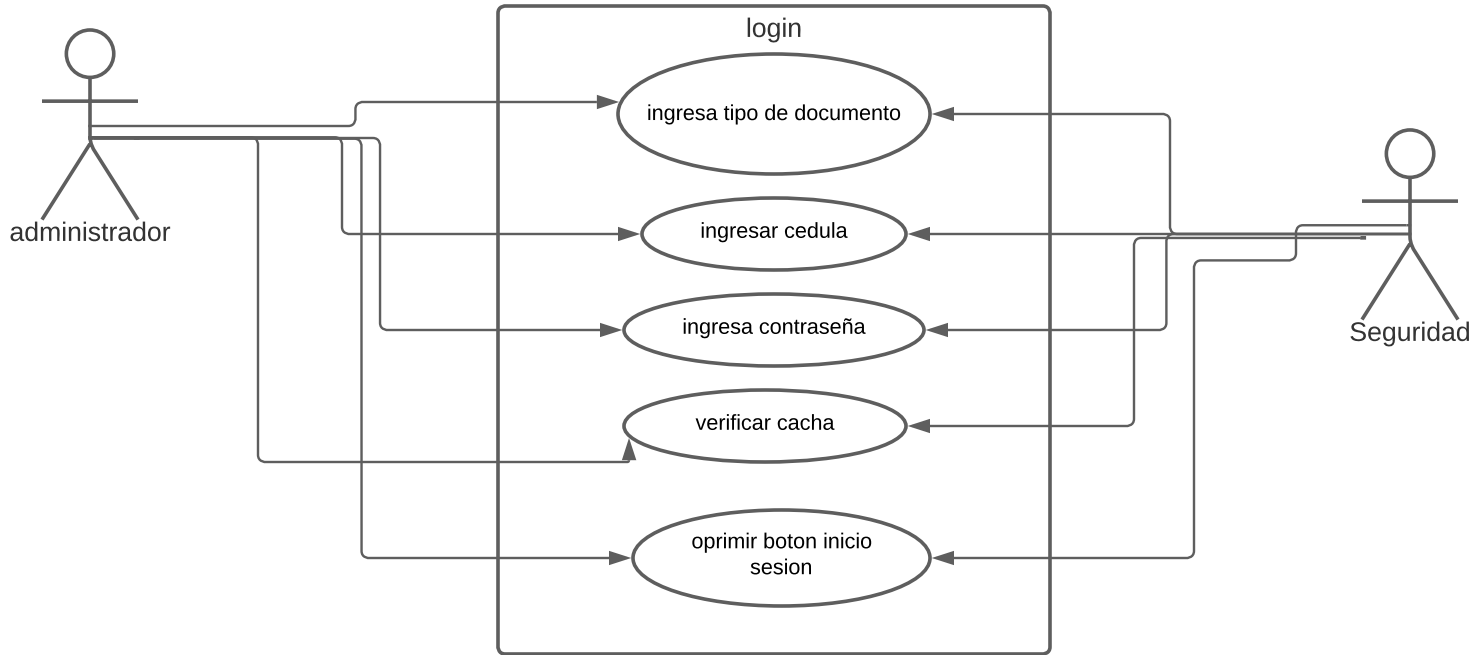 login
ingresa tipo de documento
administrador
ingresar cedula
ingresa contraseña
Seguridad
verificar cacha
oprimir boton inicio
sesion